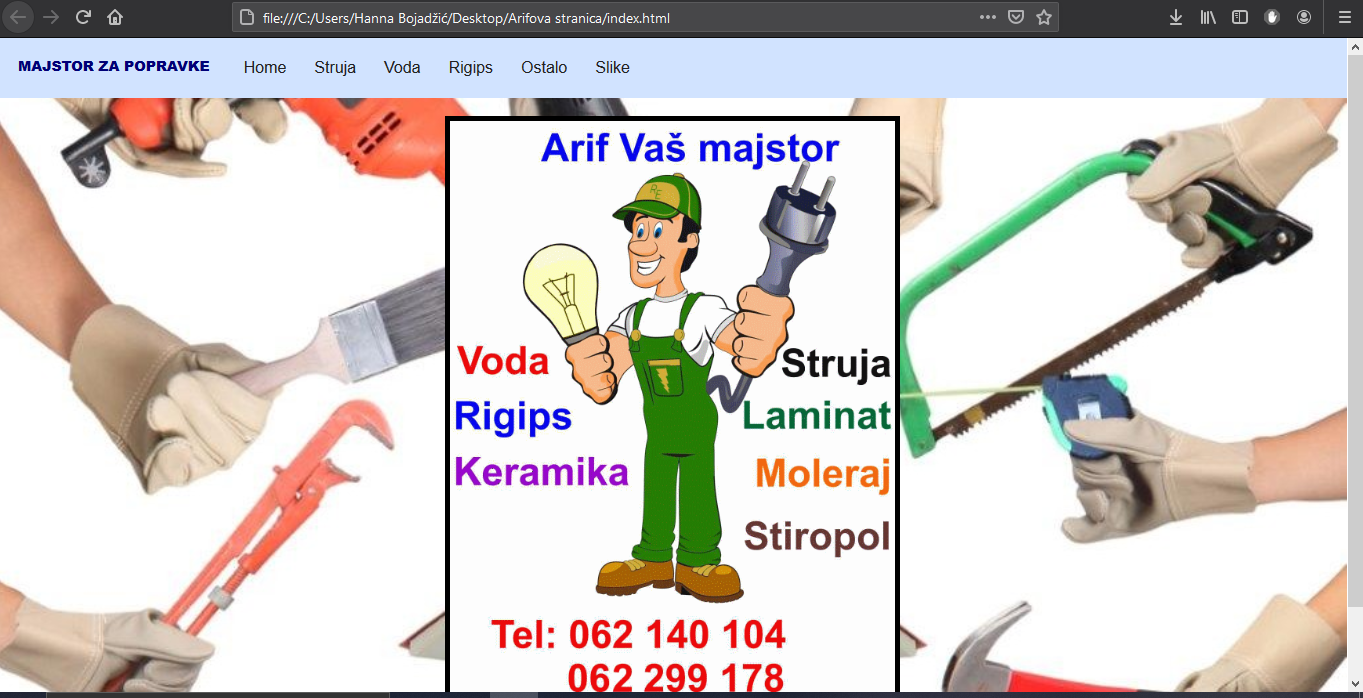 file:///C:/Users/Hanna Bojadžić/Desktop/Arifova stranica/index.html
MAJSTOR ZA POPRAVKE Home Struja Voda Rigips Ostalo Slike
Arif Vaš majstor
RE
Voda Struja
Rigips Laminat
Keramika Moleraj
Stiropol
Tel: 062 140 104
062 299 178